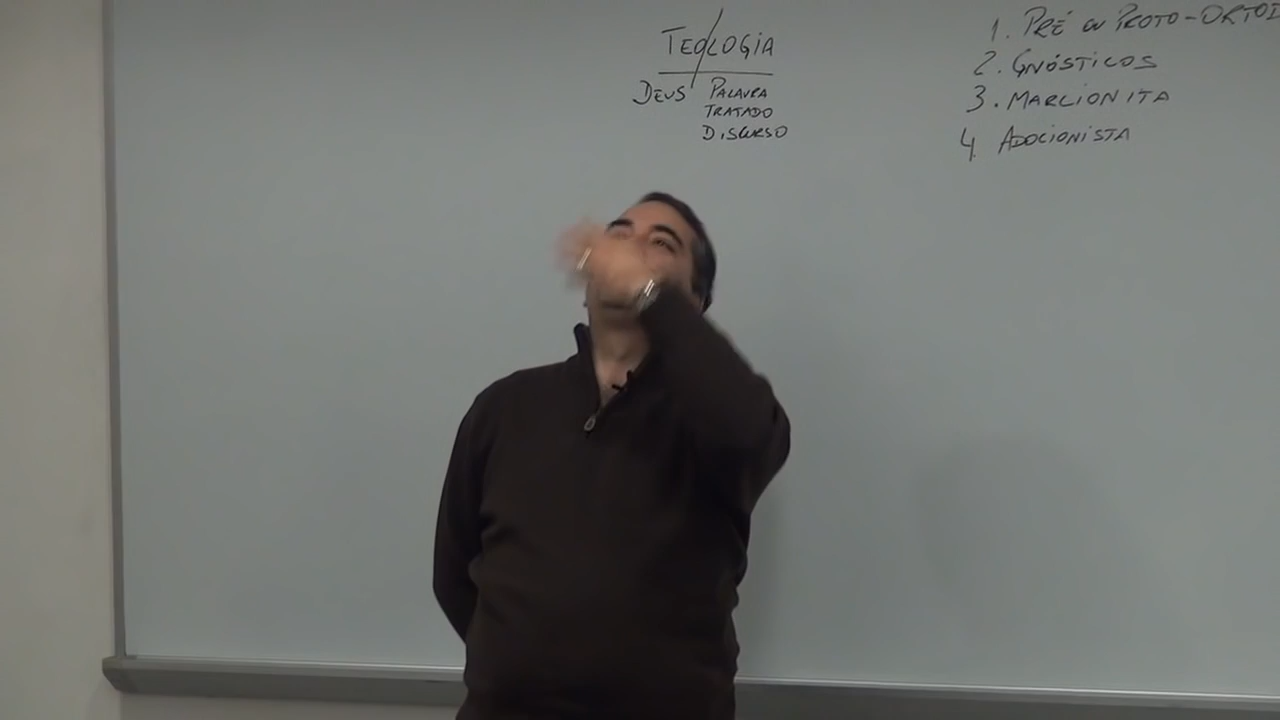 TEOLOGIA
DEUS PALAVRA
TRATADO
DISCURSO
1. PRÉ OU PROTO-ORTOD
2. GNÓSTICOS
3. MARCIONITA
4 ADOCIONISTA